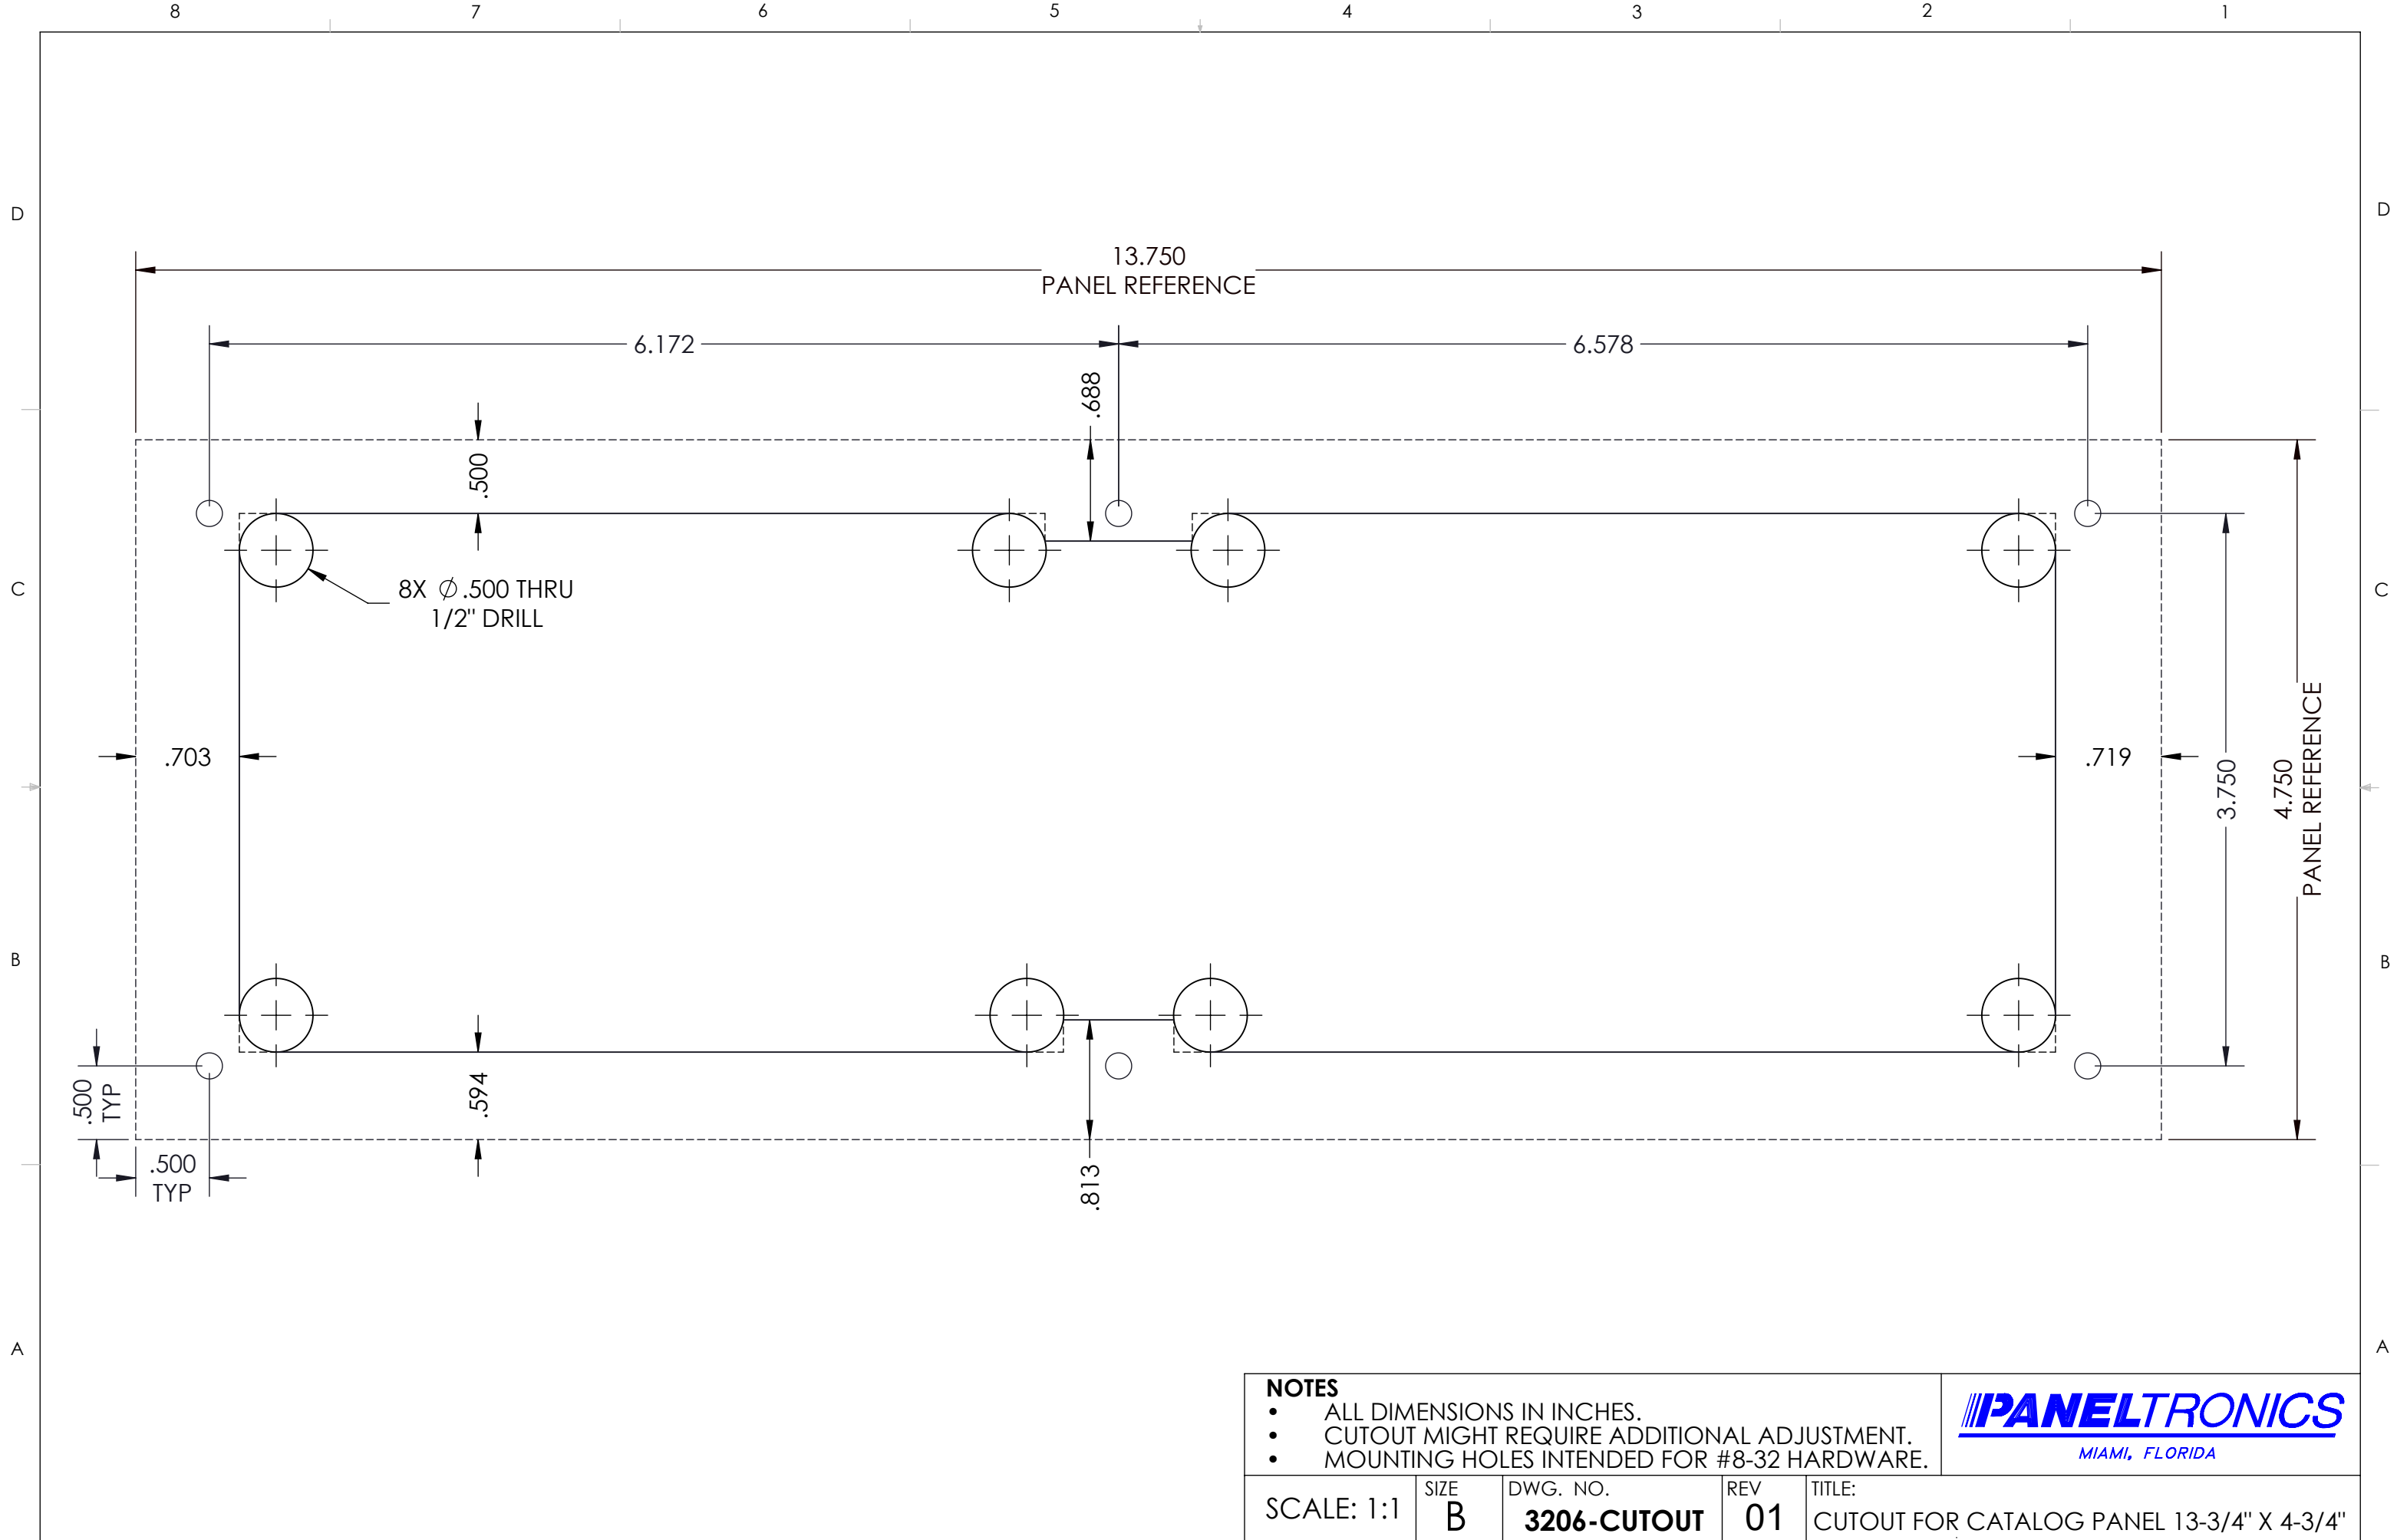 8 7 6 5 4 3 2 1
D D
13.750
PANEL REFERENCE
6.172 6.578
.688
.500
C C
8X ∅ .500 THRU
1/2" DRILL
.703 .719
3.750
4.750
PANEL REFERENCE
B B
.500
TYP
.594
.500
TYP
.813
A A
NOTES
• ALL DIMENSIONS IN INCHES.
• CUTOUT MIGHT REQUIRE ADDITIONAL ADJUSTMENT.
• MOUNTING HOLES INTENDED FOR #8-32 HARDWARE.
PANELTRONICS
MIAMI, FLORIDA
SCALE: 1:1
SIZE
B
DWG. NO.
3206-CUTOUT
REV
01
TITLE:
CUTOUT FOR CATALOG PANEL 13-3/4" X 4-3/4"